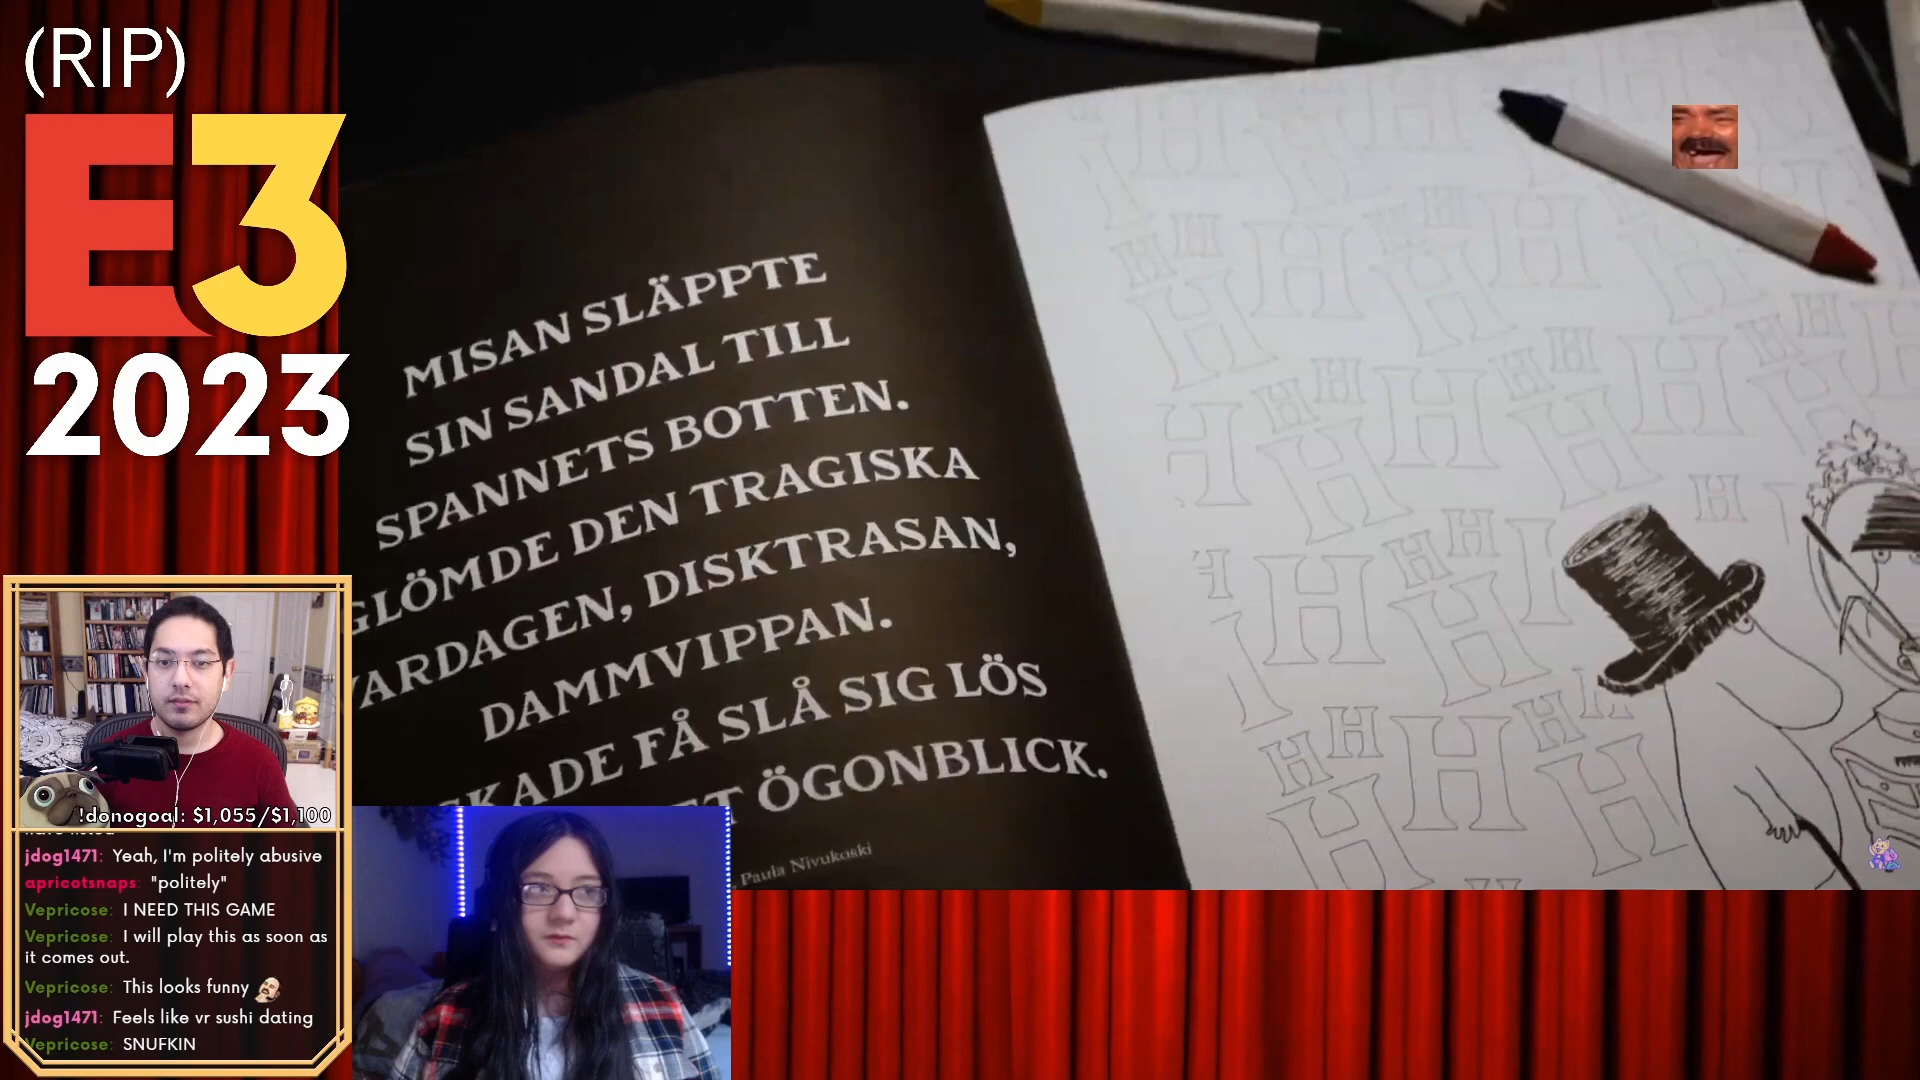 (RIP)
E3
2023
MISAN SLÄPPTE
SIN SANDAL TILL
SPANNETS BOTTEN.
GLÖMDE DEN TRAGISKA
VARDAGEN, DISKTRASAN,
DAMMVIPPAN.
SKADE FÅ SLÅ SIG LÖS
ET ÖGONBLICK.
Paula Nivukoski
H
!donogoal: $1,055/$1,100
jdog1471: Yeah, I'm politely abusive
apricotsnaps: "politely"
Vepricose: I NEED THIS GAME
Vepricose: I will play this as soon as
it comes out.
Vepricose: This looks funny
jdog1471: Feels like vr sushi dating
Vepricose: SNUFKIN